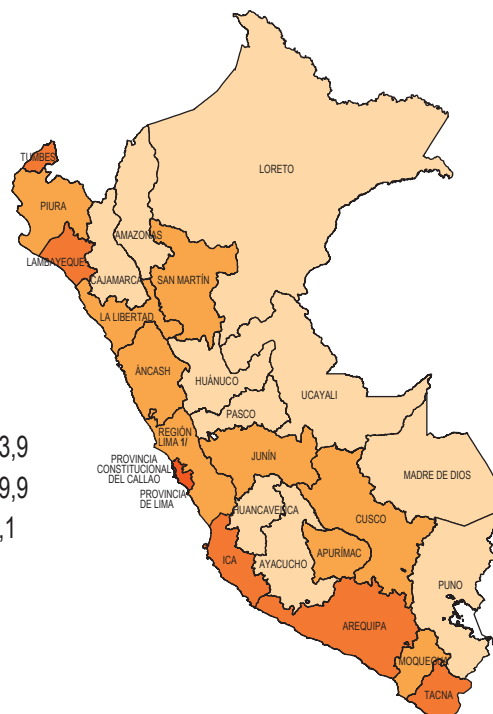 LORETO
TUMBES
PIURA
AMAZONAS
LAMBAYEQUE
CAJAMARCA
SAN MARTÍN
LA LIBERTAD
ÁNCASH
HUÁNUCO
UCAYALI
PASCO
REGIÓN
LIMA 1/
3,9
PROVINCIA
CONSTITUCIONAL
DEL CALLAO
JUNÍN
MADRE DE DIOS
9,9
PROVINCIA
DE LIMA
HUANCAVELICA
CUSCO
,1
ICA
AYACUCHO
APURÍMAC
PUNO
AREQUIPA
MOQUEGUA
TACNA